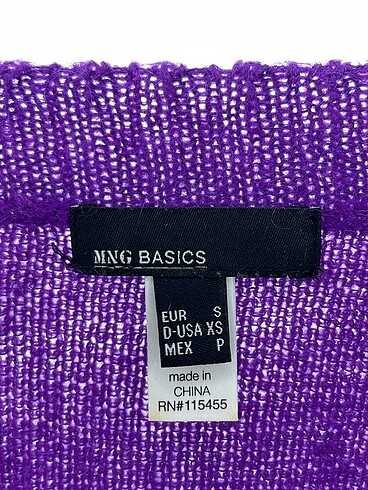 MNG BASICS
EUR S
D-USA XS
MEX P
made in
CHINA
RN#115455